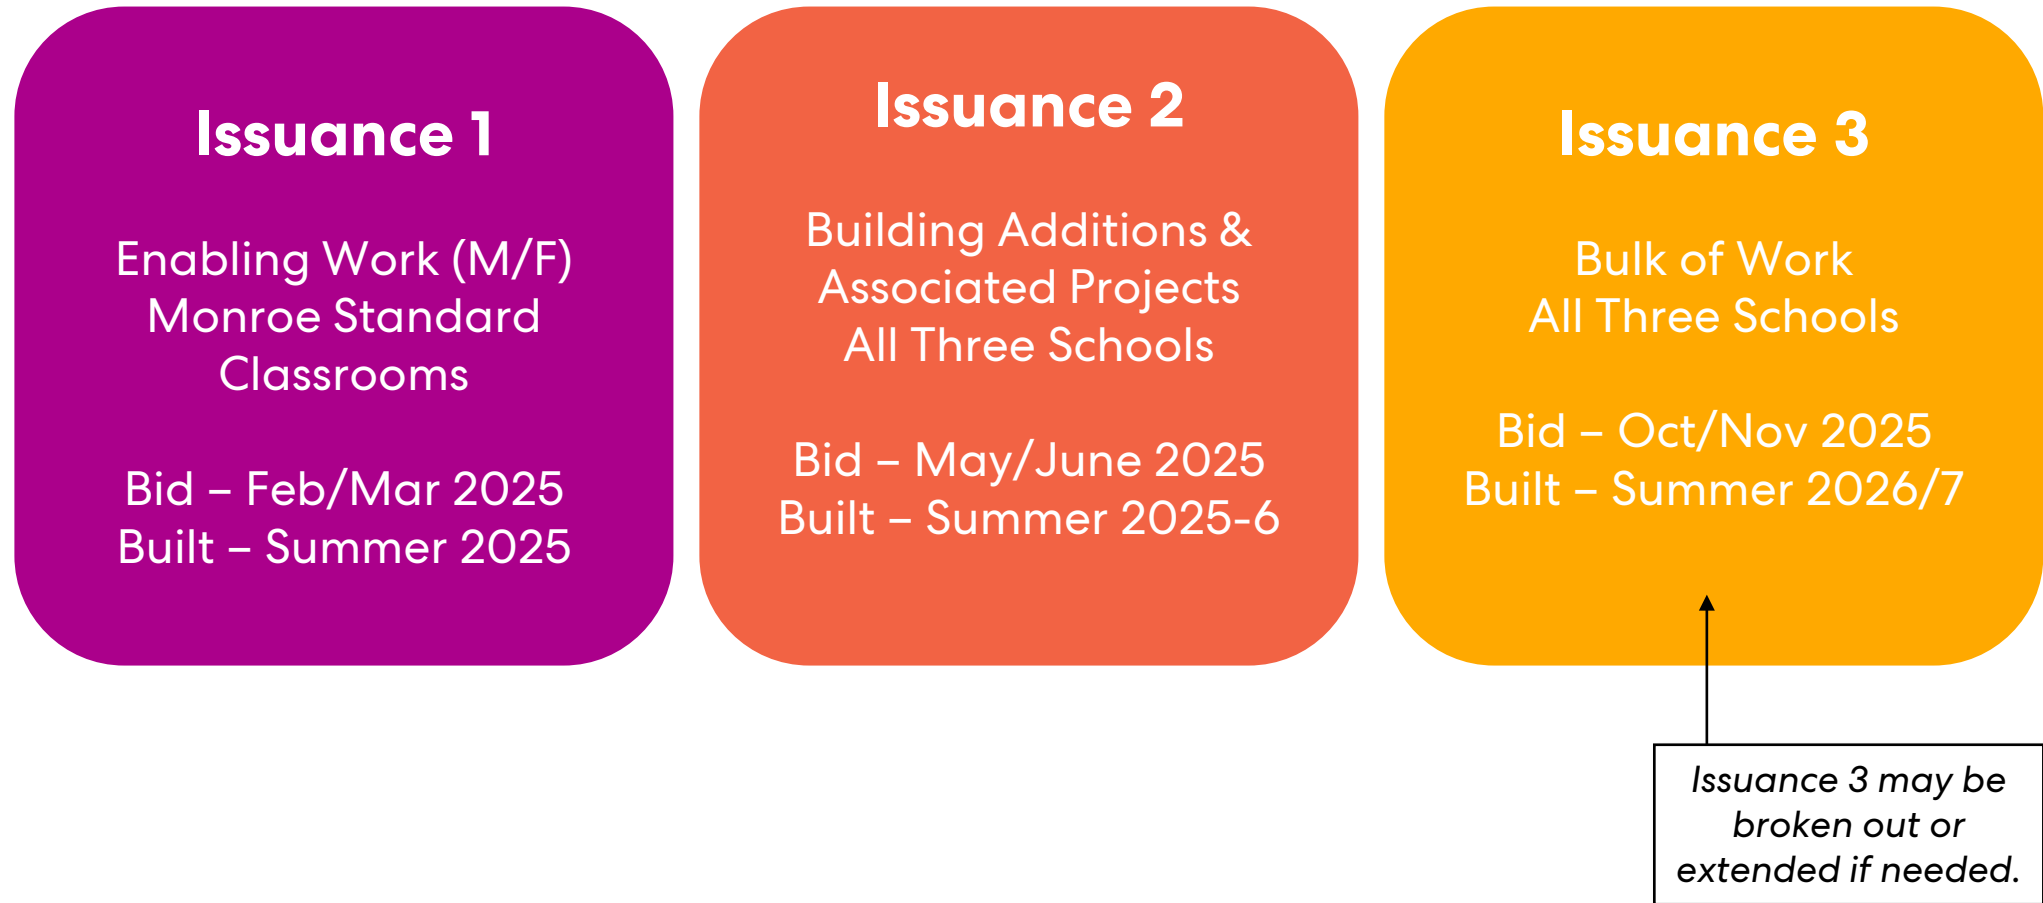 Issuance 1
Enabling Work (M/F)
Monroe Standard
Classrooms
Bid – Feb/Mar 2025
Built – Summer 2025
Issuance 2
Building Additions &
Associated Projects
All Three Schools
Bid – May/June 2025
Built – Summer 2025-6
Issuance 3
Bulk of Work
All Three Schools
Bid – Oct/Nov 2025
Built – Summer 2026/7
Issuance 3 may be
broken out or
extended if needed.